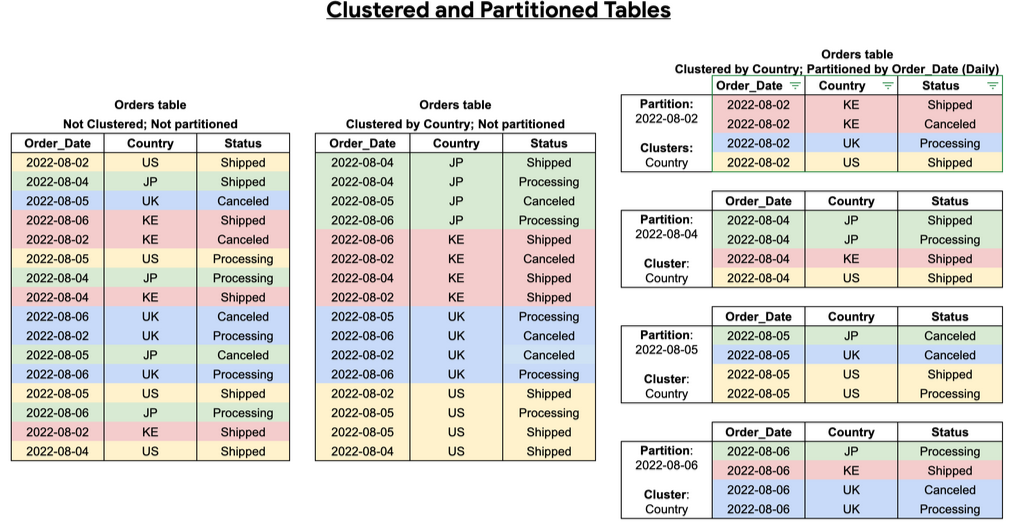 Clustered and Partitioned Tables
Orders table
Not Clustered; Not partitioned
Order_Date Country Status
2022-08-02 US Shipped
2022-08-04 JP Shipped
2022-08-05 UK Canceled
2022-08-06 KE Shipped
2022-08-02 KE Canceled
2022-08-05 US Processing
2022-08-04 JP Processing
2022-08-04 KE Shipped
2022-08-06 UK Canceled
2022-08-02 UK Processing
2022-08-05 JP Canceled
2022-08-06 UK Processing
2022-08-05 US Shipped
2022-08-06 JP Processing
2022-08-02 KE Shipped
2022-08-04 US Shipped
Orders table
Clustered by Country; Not partitioned
Order_Date Country Status
2022-08-04 JP Shipped
2022-08-04 JP Processing
2022-08-05 JP Canceled
2022-08-06 JP Processing
2022-08-06 KE Shipped
2022-08-02 KE Canceled
2022-08-04 KE Shipped
2022-08-02 KE Shipped
2022-08-05 UK Processing
2022-08-06 UK Canceled
2022-08-02 UK Canceled
2022-08-06 UK Processing
2022-08-02 US Shipped
2022-08-05 US Processing
2022-08-05 US Shipped
2022-08-04 US Shipped
Orders table
Clustered by Country; Partitioned by Order_Date (Daily)
Order_Date Country Status
Partition:
2022-08-02
Clusters:
Country
2022-08-02 KE Shipped
2022-08-02 KE Canceled
2022-08-02 UK Processing
2022-08-02 US Shipped
Order_Date Country Status
Partition:
2022-08-04
Cluster:
Country
2022-08-04 JP Shipped
2022-08-04 JP Processing
2022-08-04 KE Shipped
2022-08-04 US Shipped
Order_Date Country Status
Partition:
2022-08-05
Cluster:
Country
2022-08-05 JP Canceled
2022-08-05 UK Canceled
2022-08-05 US Shipped
2022-08-05 US Processing
Order_Date Country Status
Partition:
2022-08-06
Cluster:
Country
2022-08-06 JP Processing
2022-08-06 KE Shipped
2022-08-06 UK Canceled
2022-08-06 UK Processing